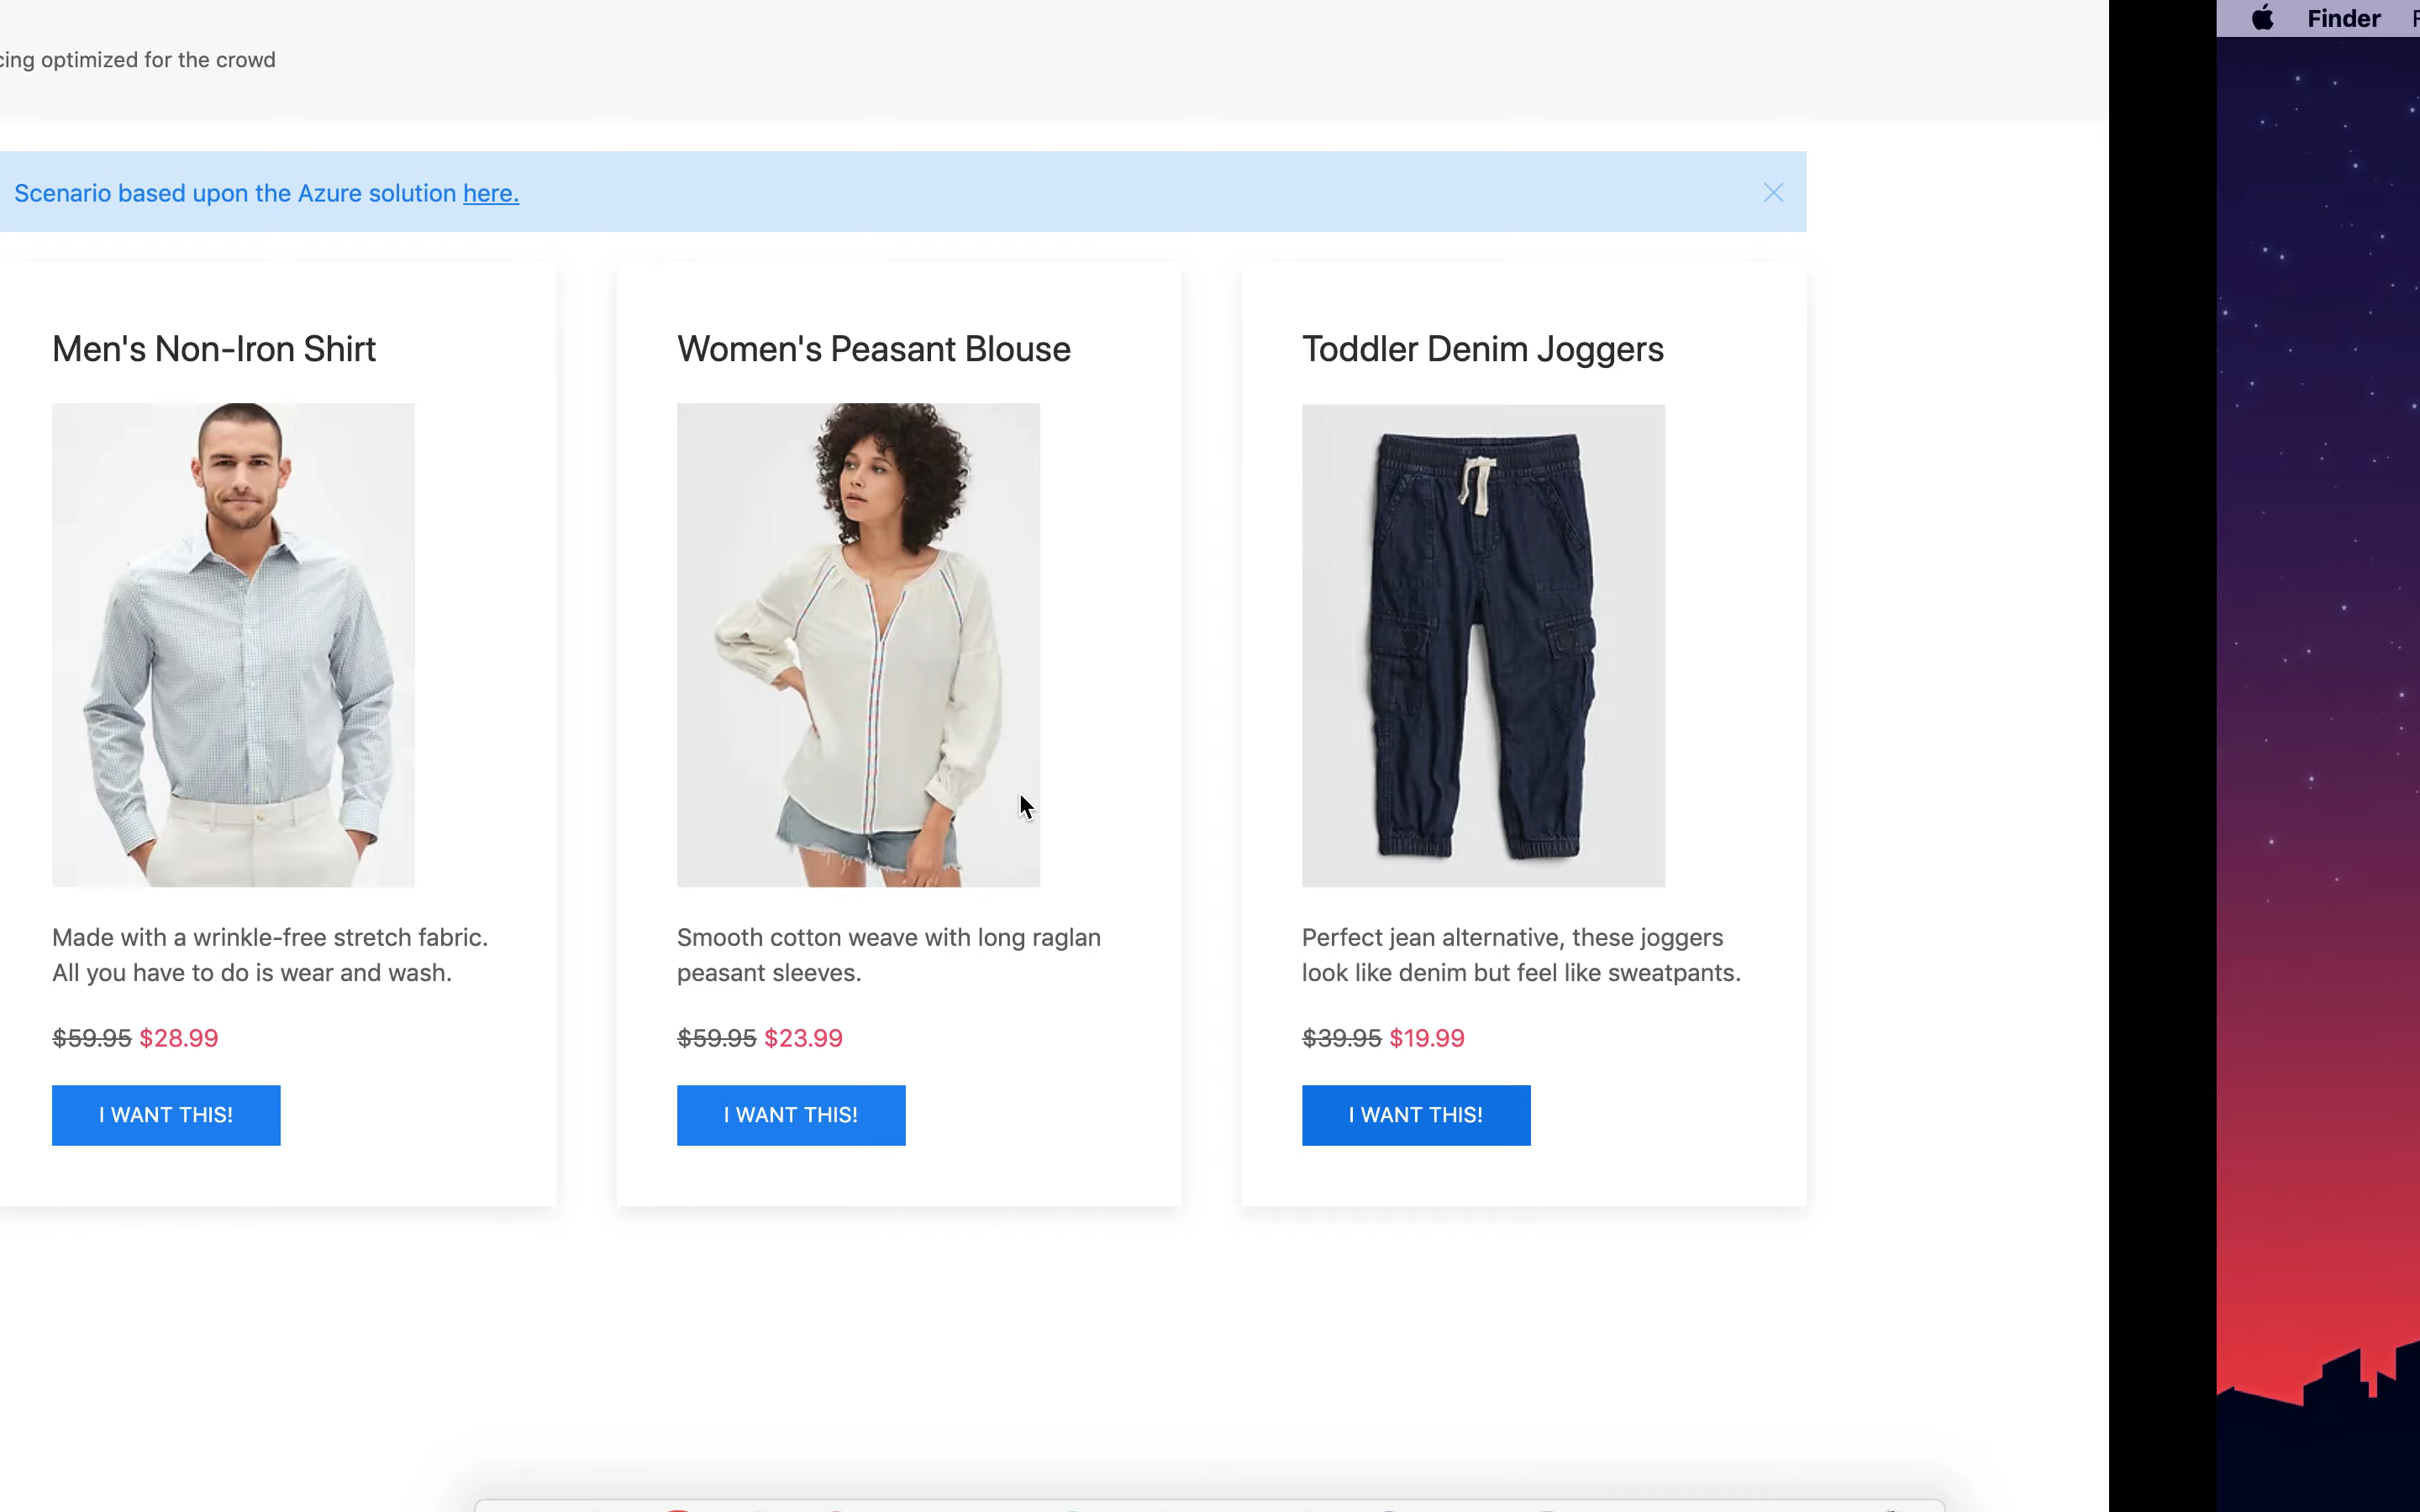 Finder
cing optimized for the crowd
Scenario based upon the Azure solution here.
Men's Non-Iron Shirt
Made with a wrinkle-free stretch fabric.
All you have to do is wear and wash.
$59.95 $28.99
I WANT THIS!
Women's Peasant Blouse
Smooth cotton weave with long raglan
peasant sleeves.
$59.95 $23.99
I WANT THIS!
Toddler Denim Joggers
Perfect jean alternative, these joggers
look like denim but feel like sweatpants.
$39.95 $19.99
I WANT THIS!